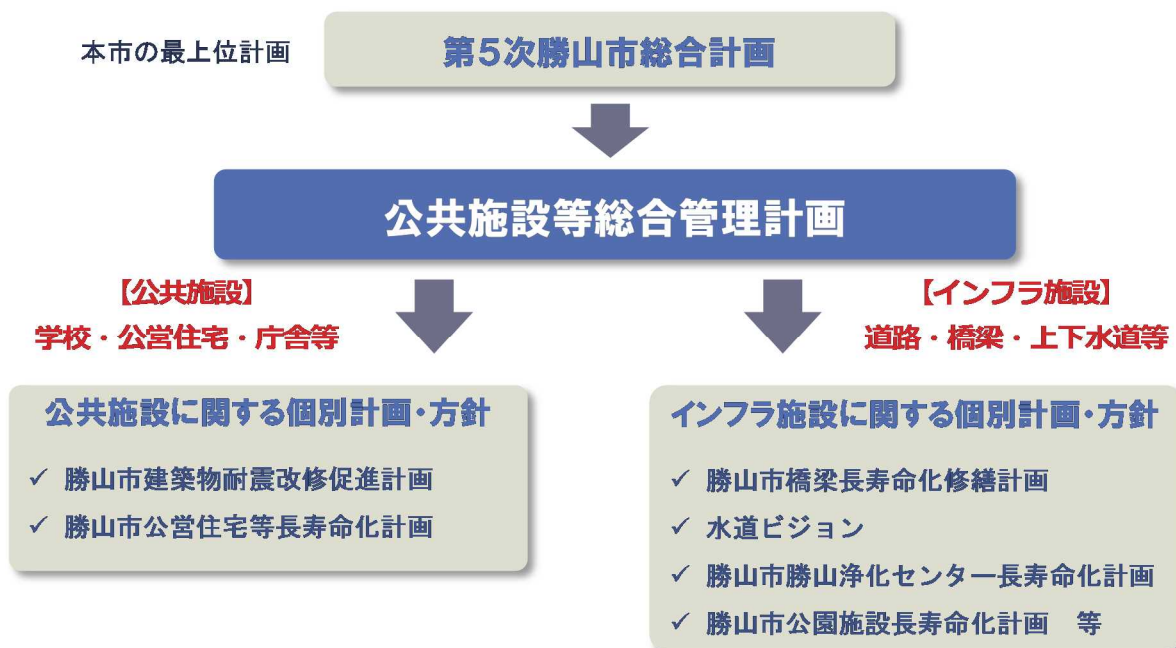 本市の最上位計画
第5次勝山市総合計画
公共施設等総合管理計画
【公共施設】
学校・公営住宅・庁舎等
【インフラ施設】
道路・橋梁・上下水道等
公共施設に関する個別計画・方針
✓ 勝山市建築物耐震改修促進計画
✓ 勝山市公営住宅等長寿命化計画
インフラ施設に関する個別計画・方針
✓ 勝山市橋梁長寿命化修繕計画
✓ 水道ビジョン
✓ 勝山市勝山浄化センター長寿命化計画
✓ 勝山市公園施設長寿命化計画　等